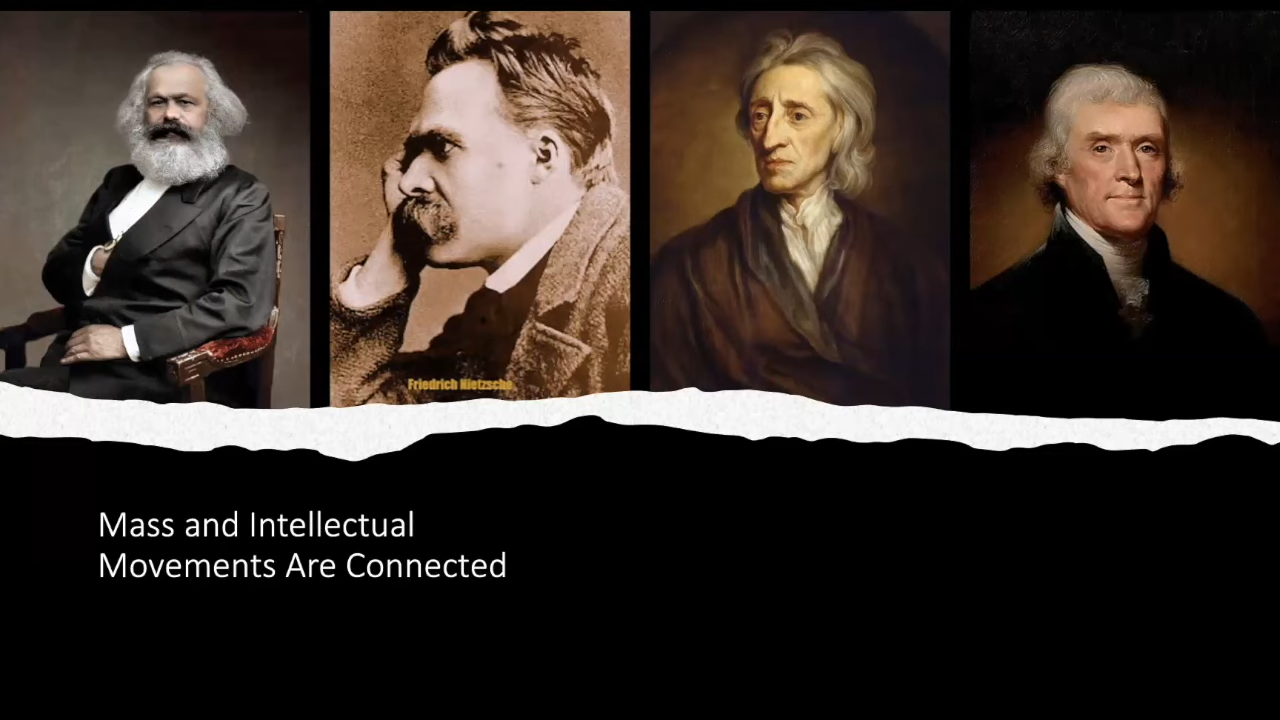 Friedrich Nietzsche
Mass and Intellectual
Movements Are Connected